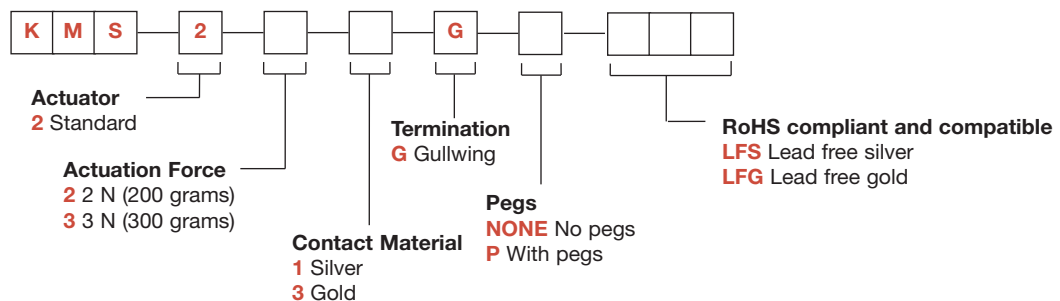 K M S 2 G
Actuator
2 Standard
Actuation Force
2 2 N (200 grams)
3 3 N (300 grams)
Contact Material
1 Silver
3 Gold
Termination
G Gullwing
Pegs
NONE No pegs
P With pegs
RoHS compliant and compatible
LFS Lead free silver
LFG Lead free gold